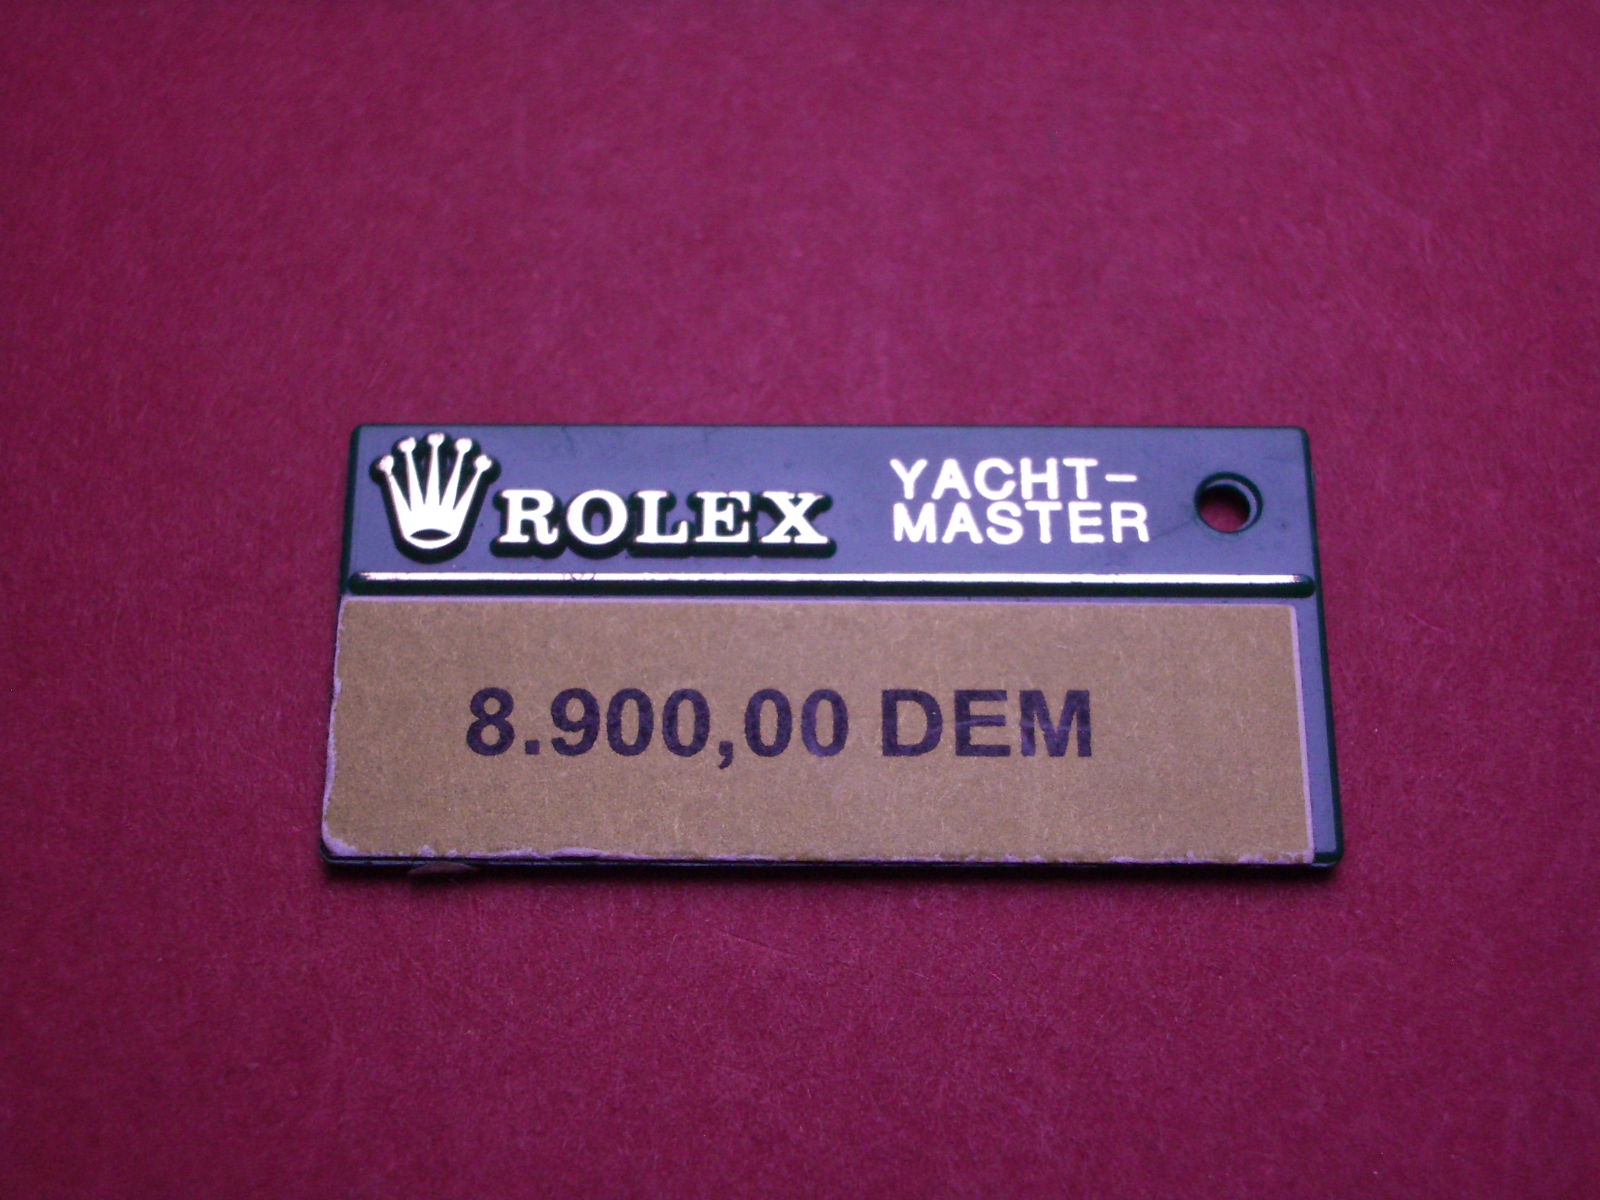 ROLEX
YACHT-
MASTER
8.900,00 DEM